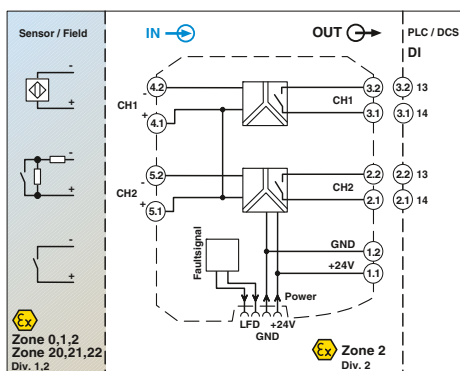 Sensor / Field
IN
OUT
PLC / DCS
DI
-
+
-
+
-
+
4.2
-
CH1
+
4.1
5.2
-
CH2
+
5.1
3.2
CH1
3.1
2.2
CH2
2.1
3.2 13
3.1 14
2.2 13
2.1 14
GND
1.2
+24V
1.1
Faultsignal
Power
LFD +24V
GND
Ex
Zone 0,1,2
Zone 20,21,22
Div. 1,2
Ex Zone 2
Div. 2